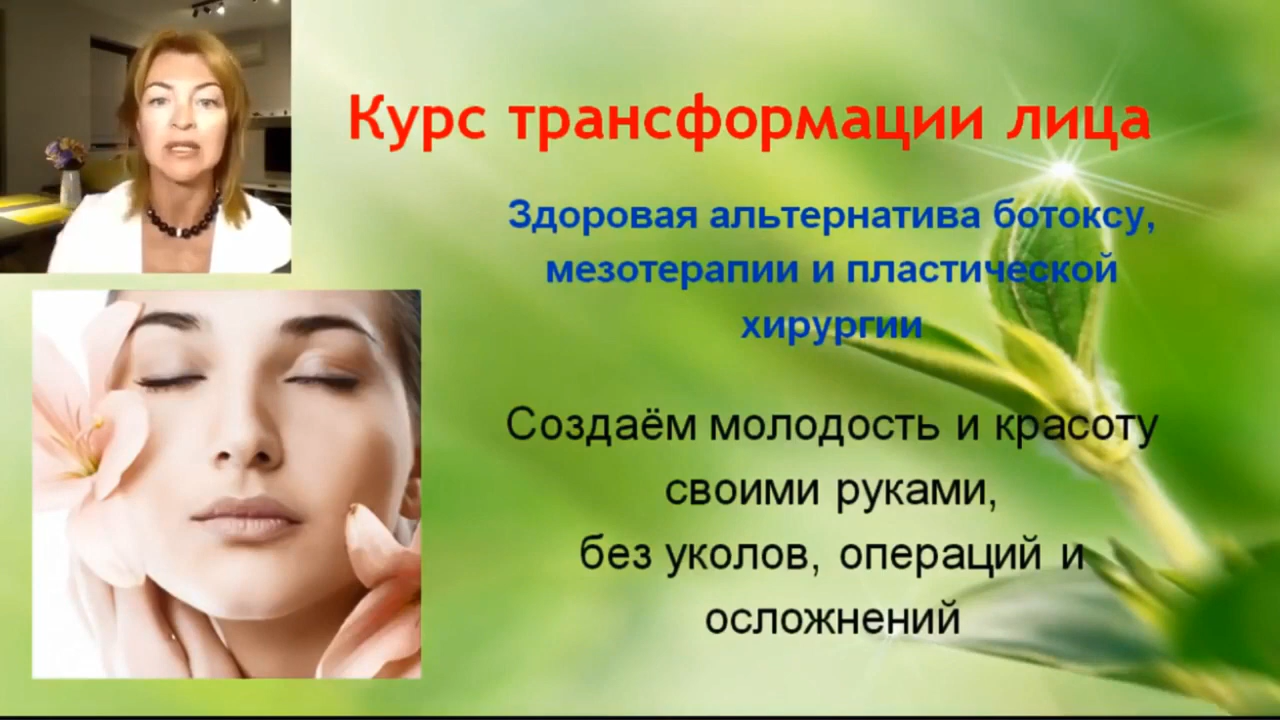 Курс трансформации лица
Здоровая альтернатива ботоксу,
мезотерапии и пластической
хирургии
Создаём молодость и красоту
своими руками,
без уколов, операций и
осложнений